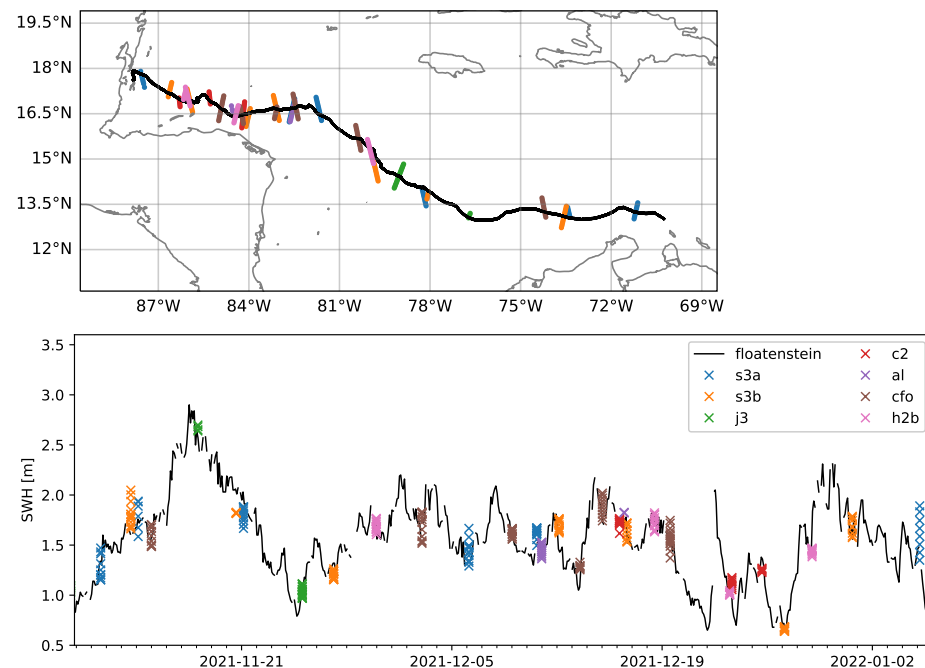 19.5°N
18°N
16.5°N
15°N
13.5°N
12°N
87°W 84°W 81°W 78°W 75°W 72°W 69°W
3.5
3.0
2.5
2.0
1.5
1.0
0.5
SWH [m]
floatenstein
s3a
s3b
j3
c2
al
cfo
h2b
2021-11-21 2021-12-05 2021-12-19 2022-01-02